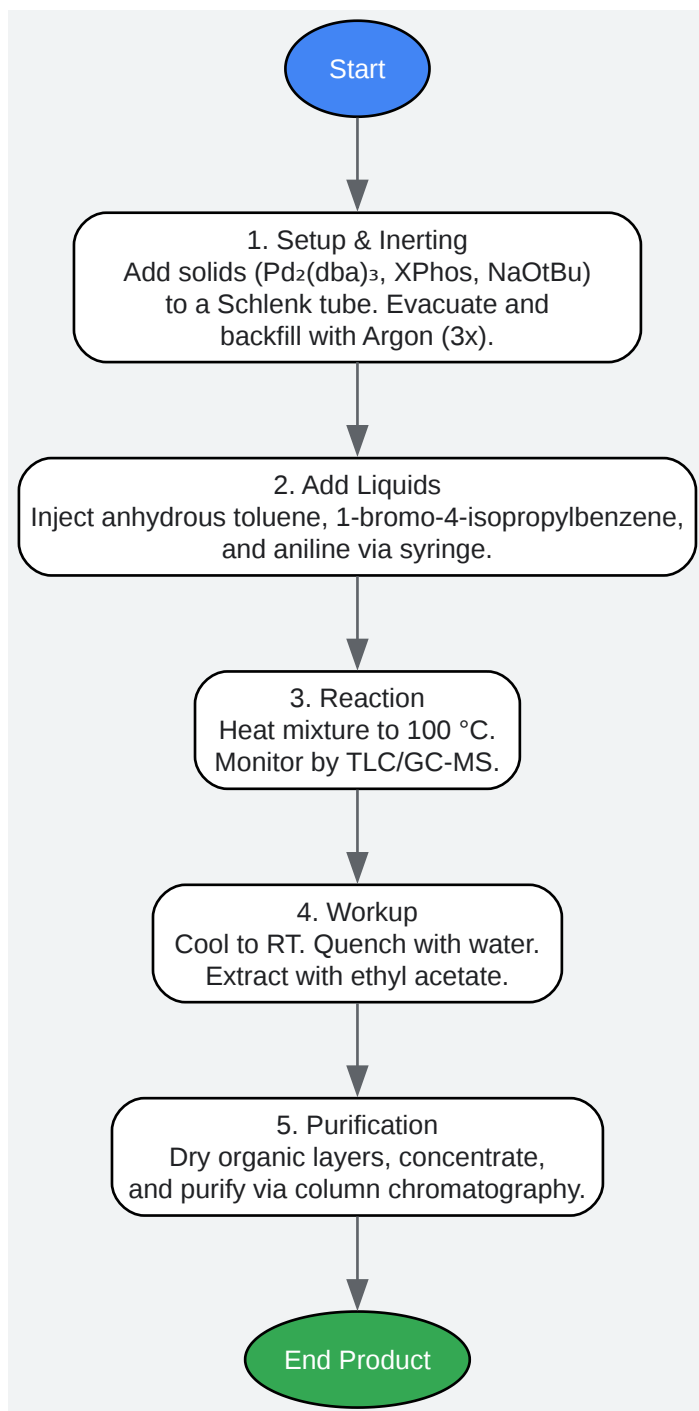 Start
1. Setup & Inerting
Add solids (Pd₂(dba)₃, XPhos, NaOtBu)
to a Schlenk tube. Evacuate and
backfill with Argon (3x).
2. Add Liquids
Inject anhydrous toluene, 1-bromo-4-isopropylbenzene,
and aniline via syringe.
3. Reaction
Heat mixture to 100 °C.
Monitor by TLC/GC-MS.
4. Workup
Cool to RT. Quench with water.
Extract with ethyl acetate.
5. Purification
Dry organic layers, concentrate,
and purify via column chromatography.
End Product